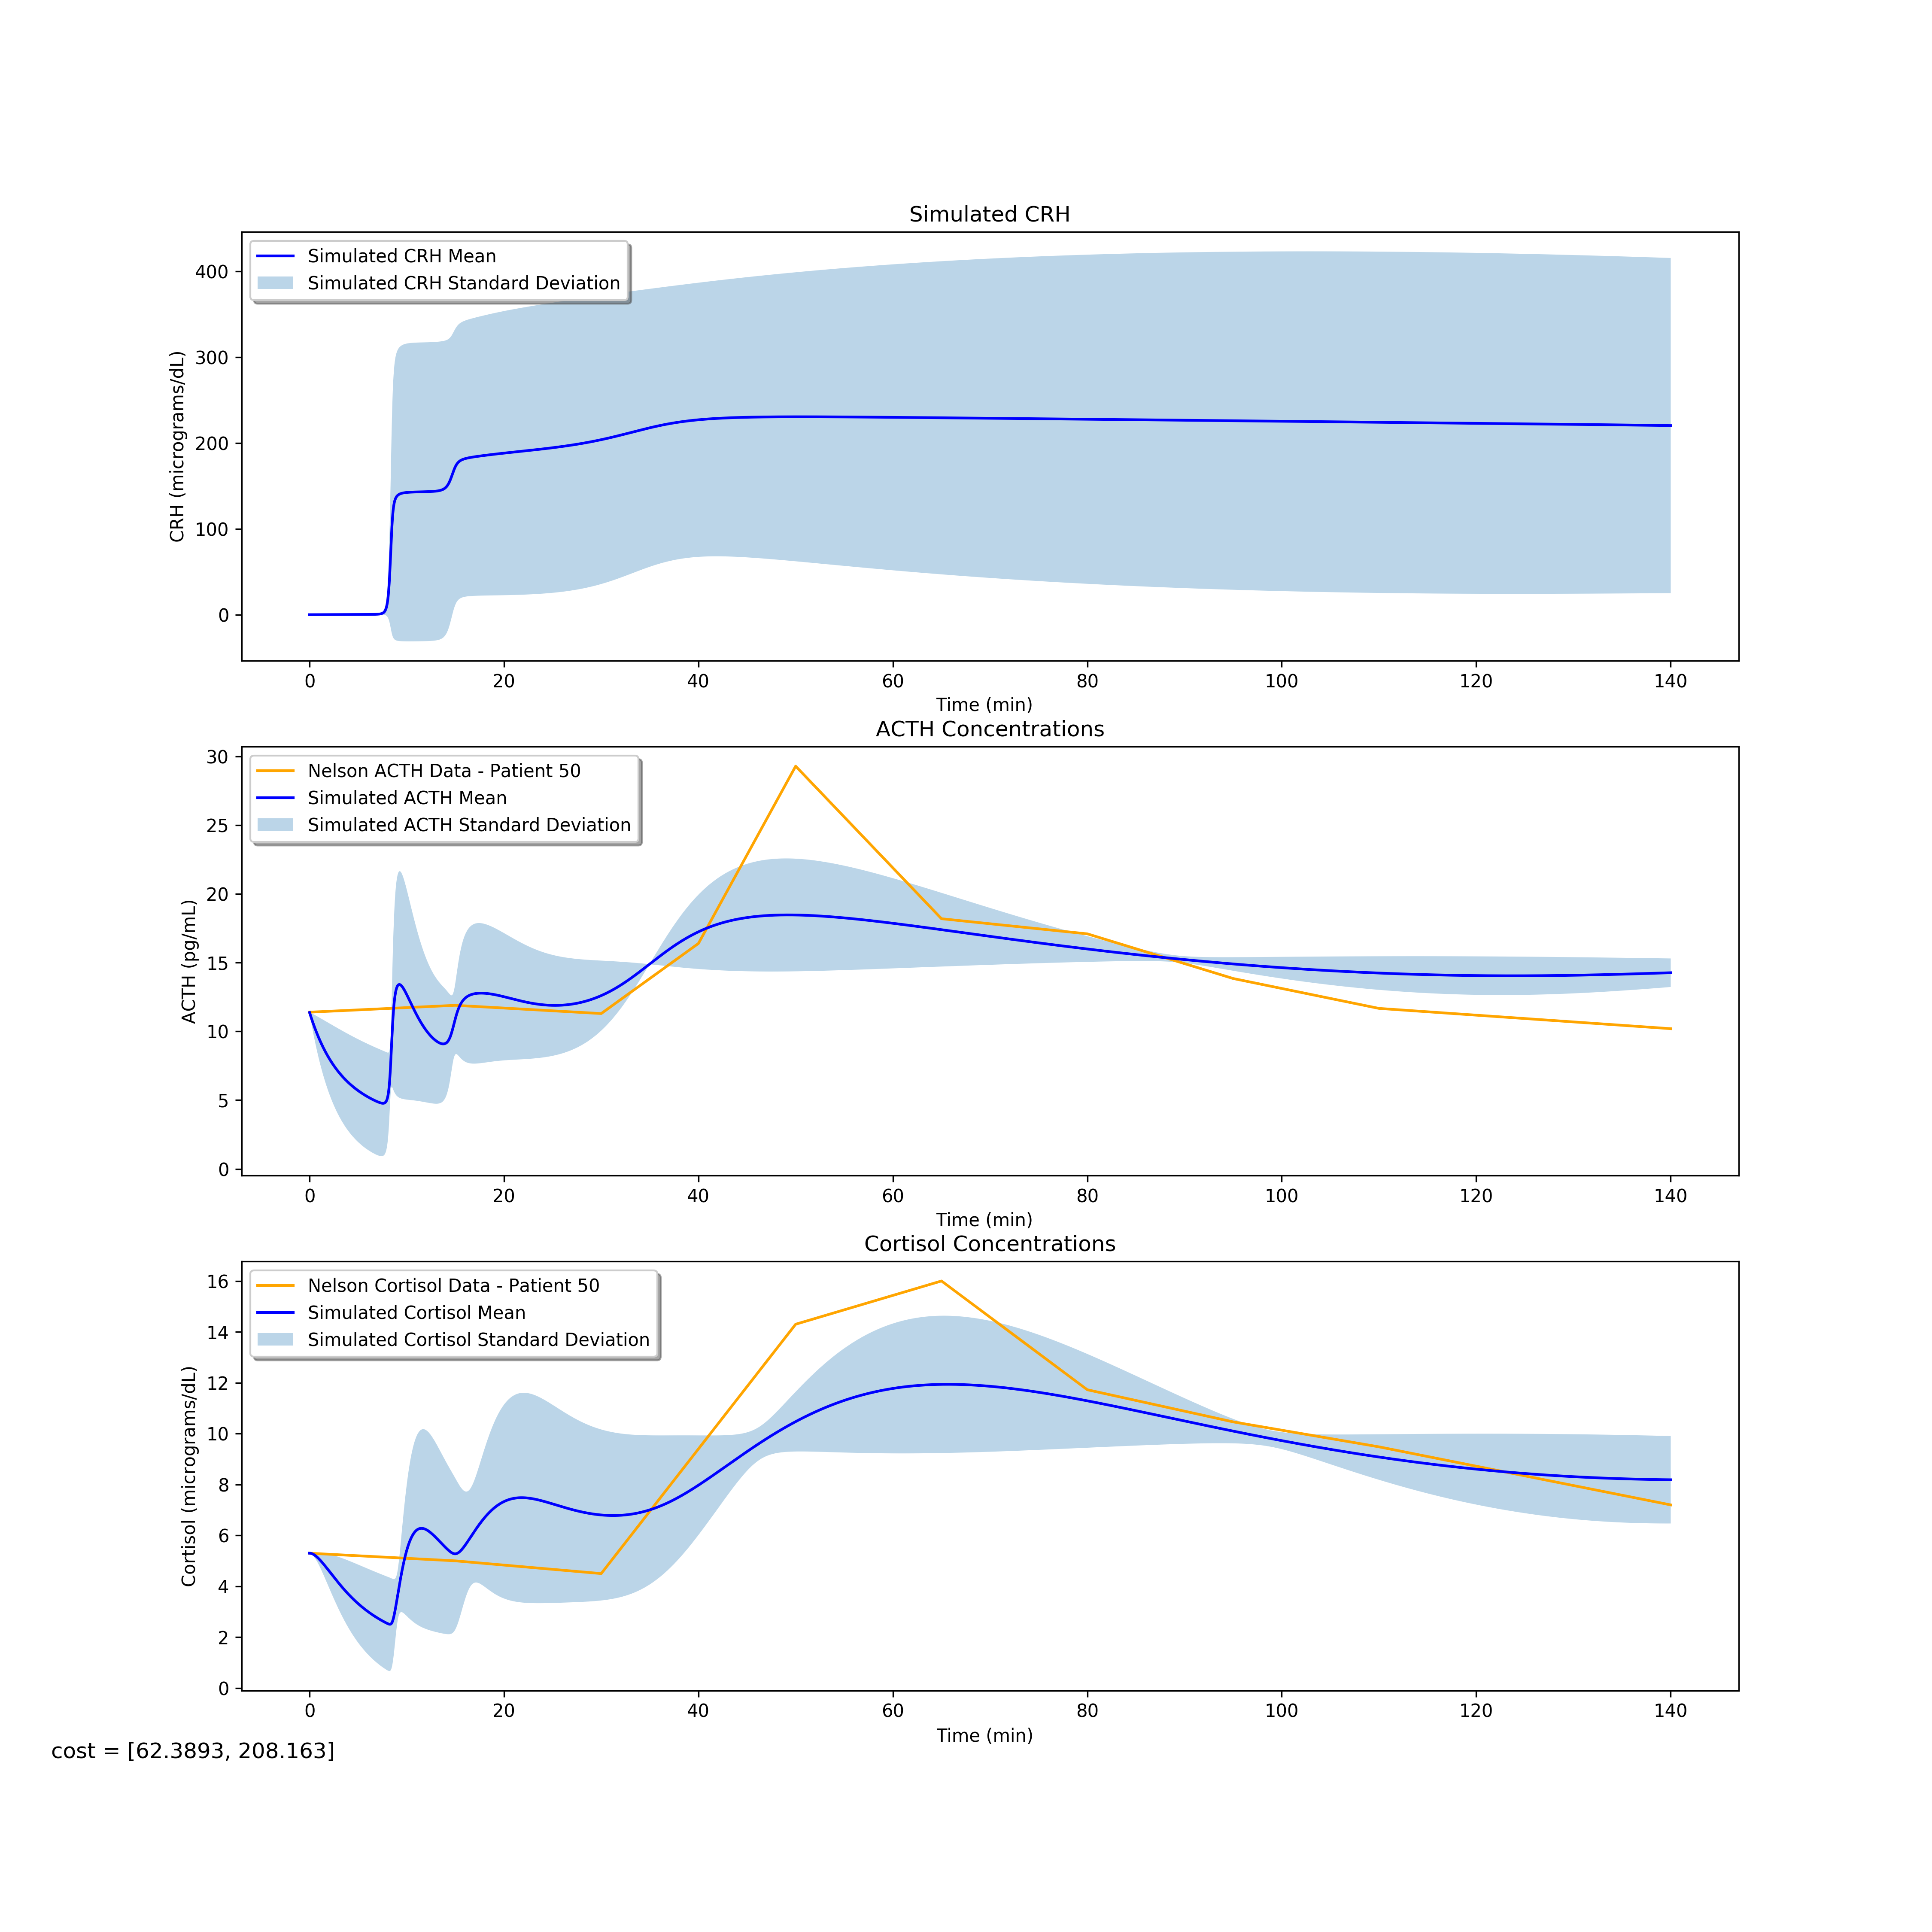 Simulated CRH
Simulated CRH Mean
Simulated CRH Standard Deviation
CRH (micrograms/dL)
400
300
200
100
0
0 20 40 60 80 100 120 140
Time (min)
ACTH Concentrations
Nelson ACTH Data - Patient 50
Simulated ACTH Mean
Simulated ACTH Standard Deviation
ACTH (pg/mL)
30
25
20
15
10
5
0
0 20 40 60 80 100 120 140
Time (min)
Cortisol Concentrations
Nelson Cortisol Data - Patient 50
Simulated Cortisol Mean
Simulated Cortisol Standard Deviation
Cortisol (micrograms/dL)
16
14
12
10
8
6
4
2
0
0 20 40 60 80 100 120 140
Time (min)
cost = [62.3893, 208.163]